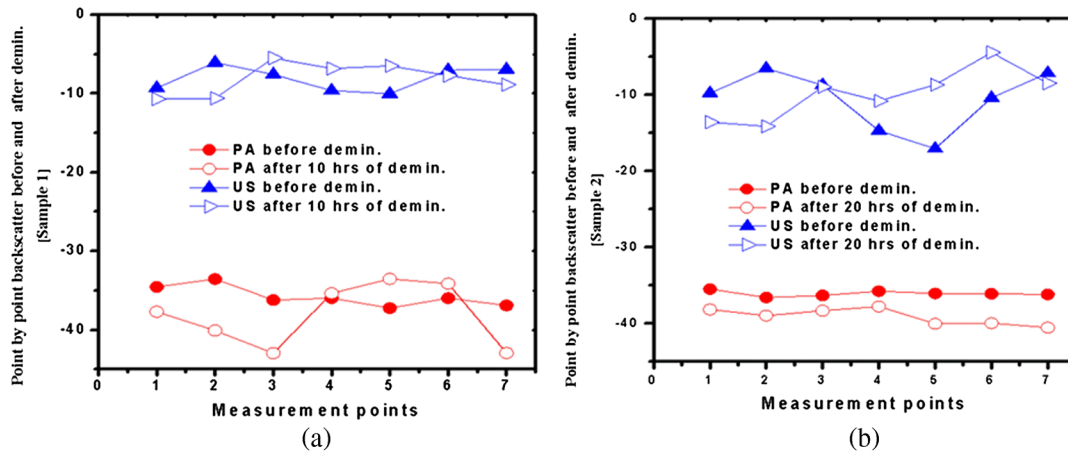 Point by point backscatter before and after demin.
[Sample 1]
0
-10
-20
-30
-40
PA before demin.
PA after 10 hrs of demin.
US before demin.
US after 10 hrs of demin.
0 1 2 3 4 5 6 7
Measurement points
(a)
Point by point backscatter before and after demin.
[Sample 2]
0
-10
-20
-30
-40
PA before demin.
PA after 20 hrs of demin.
US before demin.
US after 20 hrs of demin.
0 1 2 3 4 5 6 7
Measurement points
(b)